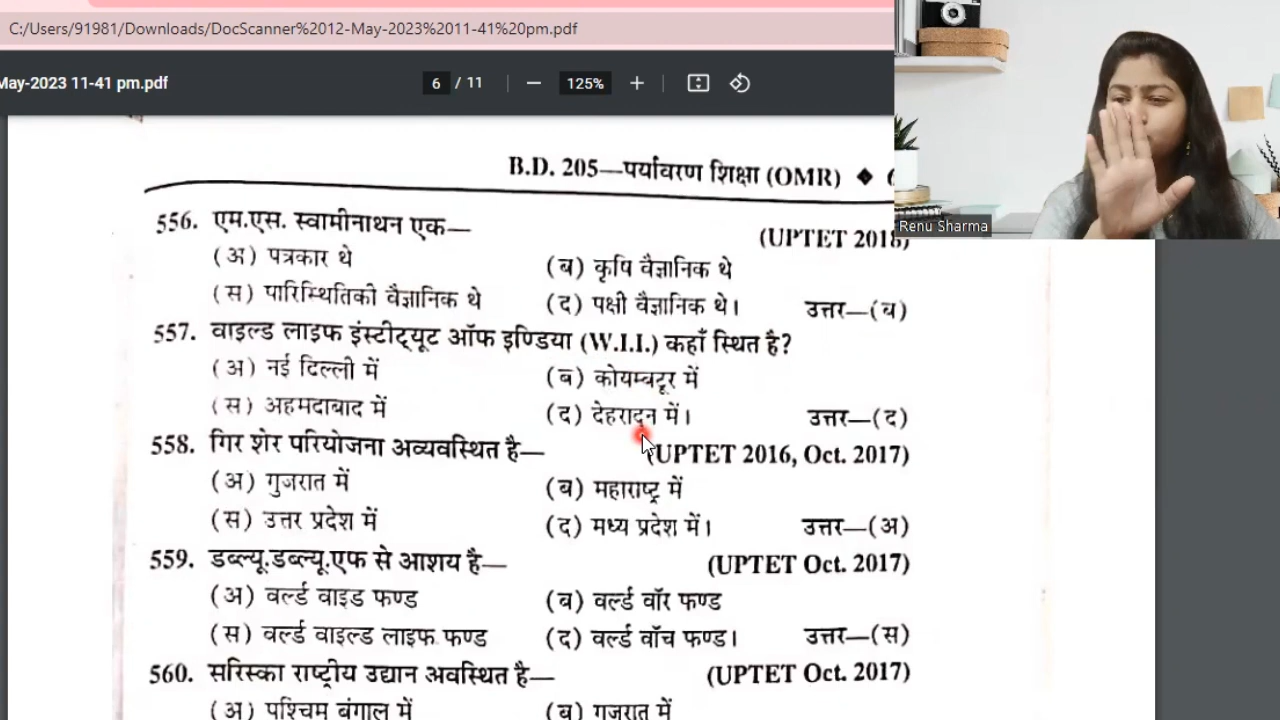 C:/Users/91981/Downloads/DocScanner%2012-May-2023%2011-41%20pm.pdf
May-2023 11-41 pm.pdf
6 / 11
125%
Renu Sharma
B.D. 205—पर्यावरण शिक्षा (OMR) ◆
556. एम.एस. स्वामीनाथन एक—
(UPTET 2018)
(अ) पत्रकार थे
(ब) कृषि वैज्ञानिक थे
(स) पारिस्थितिकी वैज्ञानिक थे
(द) पक्षी वैज्ञानिक थे। उत्तर—(ब)
557. वाइल्ड लाइफ इंस्टीट्यूट ऑफ इण्डिया (W.I.I.) कहाँ स्थित है?
(अ) नई दिल्ली में
(ब) कोयम्बटूर में
(स) अहमदाबाद में
(द) देहरादून में। उत्तर—(द)
558. गिर शेर परियोजना अव्यवस्थित है— (UPTET 2016, Oct. 2017)
(अ) गुजरात में
(ब) महाराष्ट्र में
(स) उत्तर प्रदेश में
(द) मध्य प्रदेश में। उत्तर—(अ)
559. डब्ल्यू.डब्ल्यू.एफ से आशय है— (UPTET Oct. 2017)
(अ) वर्ल्ड वाइड फण्ड
(ब) वर्ल्ड वॉर फण्ड
(स) वर्ल्ड वाइल्ड लाइफ फण्ड
(द) वर्ल्ड वॉच फण्ड। उत्तर—(स)
560. सरिस्का राष्ट्रीय उद्यान अवस्थित है— (UPTET Oct. 2017)
(अ) पश्चिम बंगाल में
(ब) गुजरात में